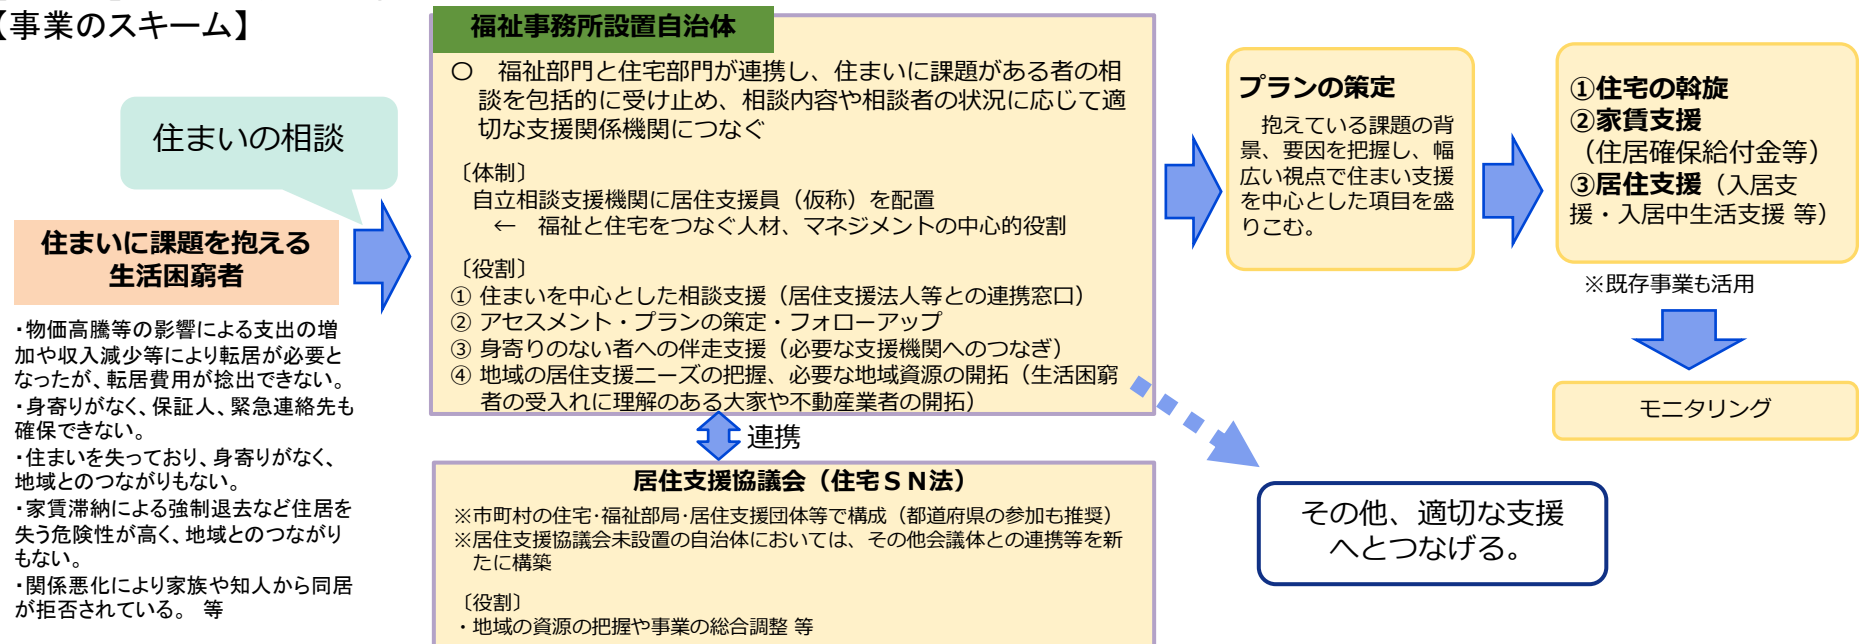 【事業のスキーム】
住まいの相談
住まいに課題を抱える
生活困窮者
・物価高騰等の影響による支出の増
加や収入減少等により転居が必要と
なったが、転居費用が捻出できない。
・身寄りがなく、保証人、緊急連絡先も
確保できない。
・住まいを失っており、身寄りがなく、
地域とのつながりもない。
・家賃滞納による強制退去など住居を
失う危険性が高く、地域とのつながり
もない。
・関係悪化により家族や知人から同居
が拒否されている。 等
福祉事務所設置自治体
〇 福祉部門と住宅部門が連携し、住まいに課題がある者の相
談を包括的に受け止め、相談内容や相談者の状況に応じて適
切な支援関係機関につなぐ
〔体制〕
自立相談支援機関に居住支援員（仮称）を配置
← 福祉と住宅をつなぐ人材、マネジメントの中心的役割
〔役割〕
① 住まいを中心とした相談支援（居住支援法人等との連携窓口）
② アセスメント・プランの策定・フォローアップ
③ 身寄りのない者への伴走支援（必要な支援機関へのつなぎ）
④ 地域の居住支援ニーズの把握、必要な地域資源の開拓（生活困窮
者の受入れに理解のある大家や不動産業者の開拓）
連携
居住支援協議会（住宅ＳＮ法）
※市町村の住宅・福祉部局・居住支援団体等で構成（都道府県の参加も推奨）
※居住支援協議会未設置の自治体においては、その他会議体との連携等を新
たに構築
〔役割〕
・地域の資源の把握や事業の総合調整 等
プランの策定
抱えている課題の背
景、要因を把握し、幅
広い視点で住まい支援
を中心とした項目を盛
りこむ。
①住宅の斡旋
②家賃支援
（住居確保給付金等）
③居住支援（入居支
援・入居中生活支援 等）
※既存事業も活用
モニタリング
その他、適切な支援
へとつなげる。